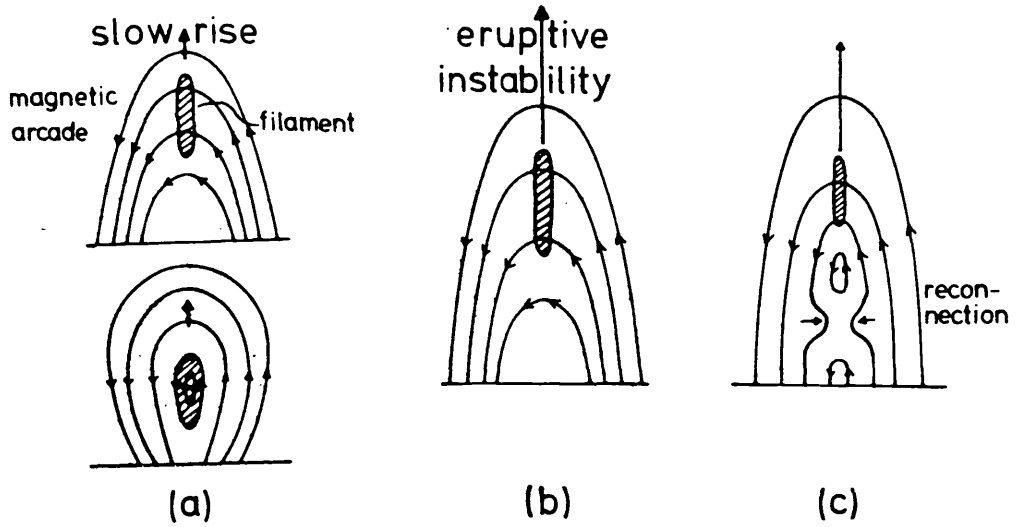 slow rise
magnetic
arcade
filament
(a)
eruptive
instability
(b)
recon-
nection
(c)